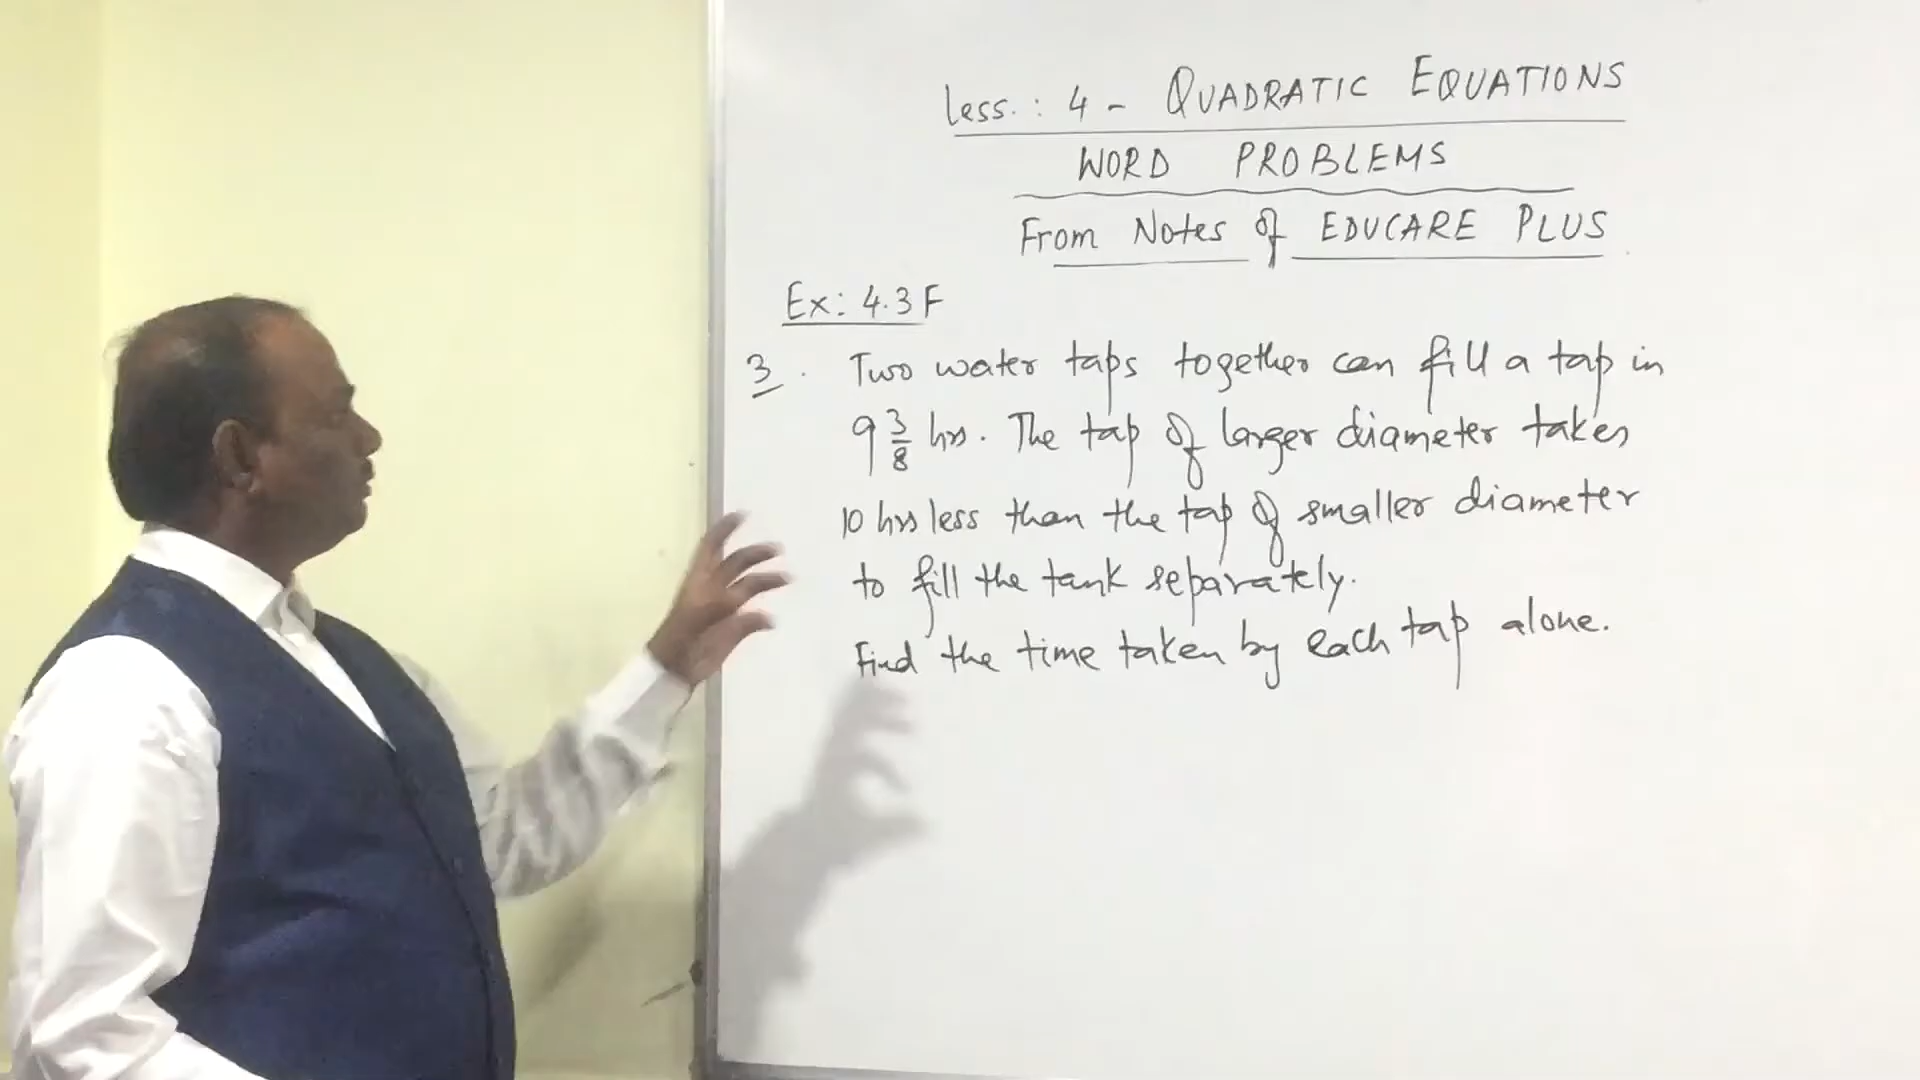 Less.: 4 - QUADRATIC EQUATIONS
WORD PROBLEMS
From Notes of EDUCARE PLUS
Ex: 4.3 F
3. Two water taps together can fill a tap in
9 3/8 hrs. The tap of larger diameter takes
10 hrs less than the tap of smaller diameter
to fill the tank separately.
Find the time taken by each tap alone.